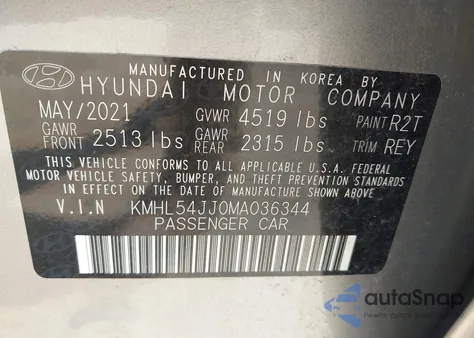 MANUFACTURED IN KOREA BY
HYUNDAI MOTOR COMPANY
MAY/2021 GVWR 4519 lbs PAINT R2T
GAWR FRONT 2513 lbs GAWR REAR 2315 lbs TRIM REY
THIS VEHICLE CONFORMS TO ALL APPLICABLE U.S.A. FEDERAL
MOTOR VEHICLE SAFETY, BUMPER, AND THEFT PREVENTION STANDARDS
IN EFFECT ON THE DATE OF MANUFACTURE SHOWN ABOVE.
V.I.N KMHL54JJ0MA036344
PASSENGER CAR
autoSnap